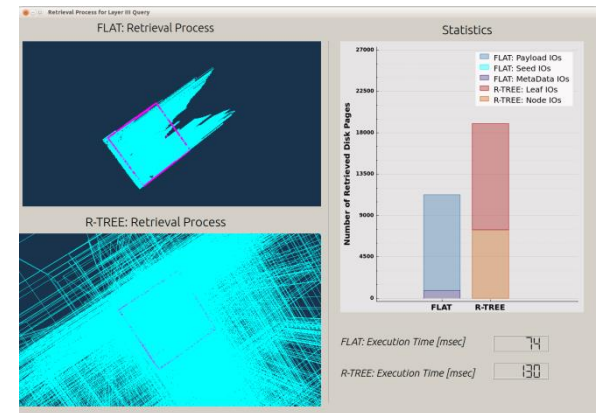 Retrieval Process for Layer III Query
FLAT: Retrieval Process
Statistics
27000
22500
18000
13500
9000
4500
0
Number of Retrieved Disk Pages
FLAT: Payload IOs
FLAT: Seed IOs
FLAT: MetaData IOs
R-TREE: Leaf IOs
R-TREE: Node IOs
FLAT
R-TREE
R-TREE: Retrieval Process
FLAT: Execution Time [msec]
74
R-TREE: Execution Time [msec]
130